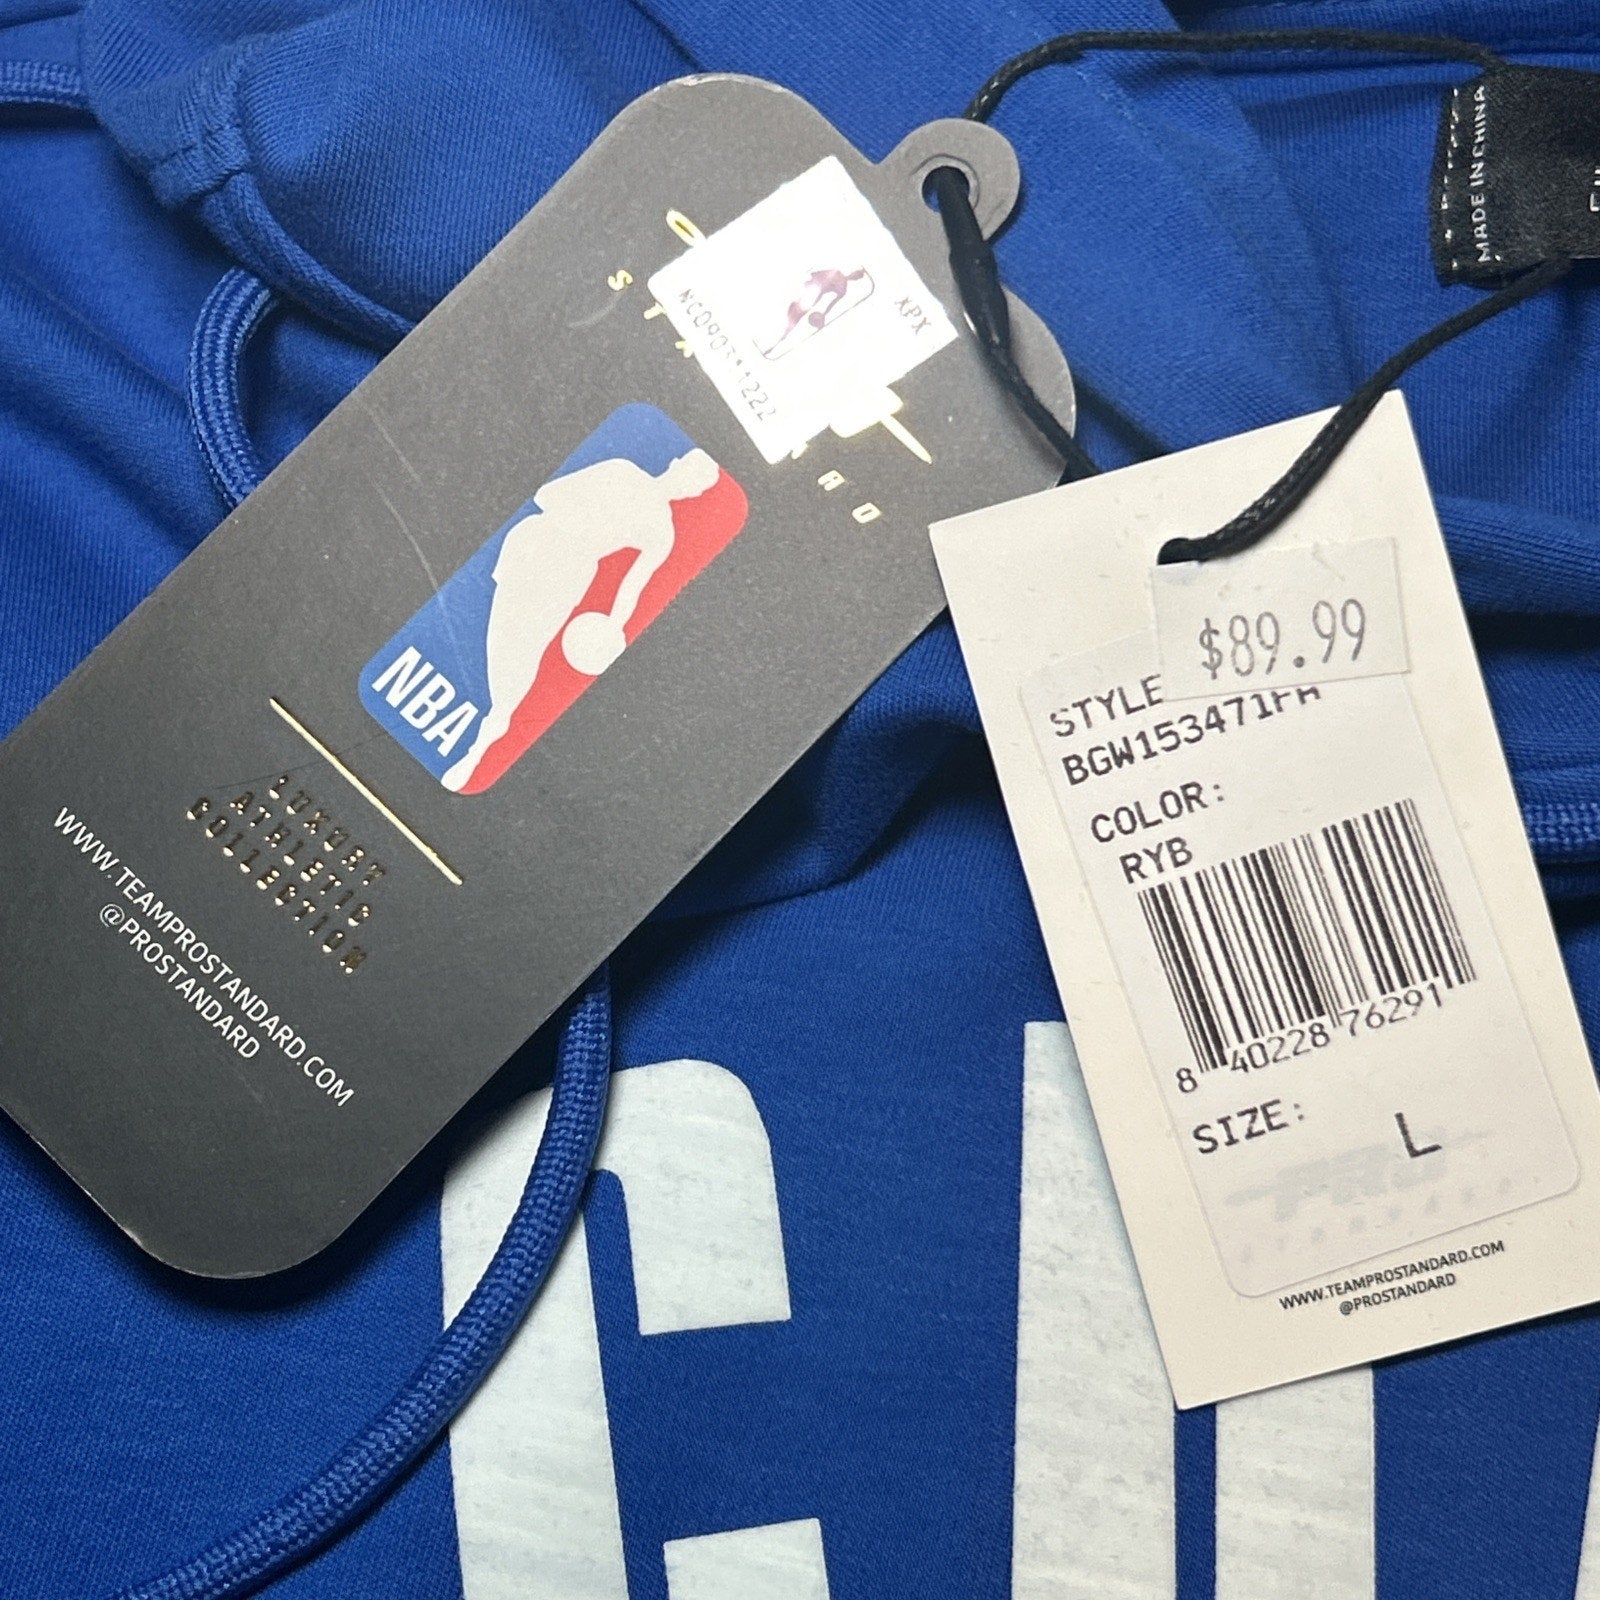 MADE IN CHINA
XPX
NBA
LUXURY
ATHLETIC
COLLECTION
WWW.TEAMPROSTANDARD.COM
@PROSTANDARD
$89.99
STYLE
BGW153471FM
COLOR:
RYB
8 40228 76291
SIZE: L
WWW.TEAMPROSTANDARD.COM
@PROSTANDARD